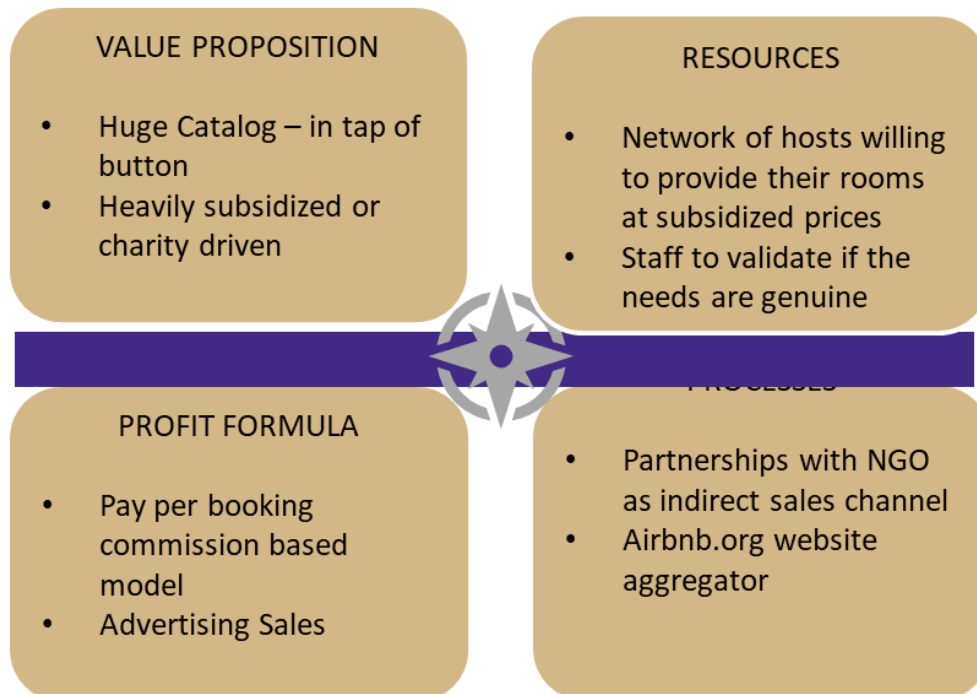 VALUE PROPOSITION
• Huge Catalog – in tap of
button
• Heavily subsidized or
charity driven
RESOURCES
• Network of hosts willing
to provide their rooms
at subsidized prices
• Staff to validate if the
needs are genuine
PROFIT FORMULA
• Pay per booking
commission based
model
• Advertising Sales
PROCESSES
• Partnerships with NGO
as indirect sales channel
• Airbnb.org website
aggregator